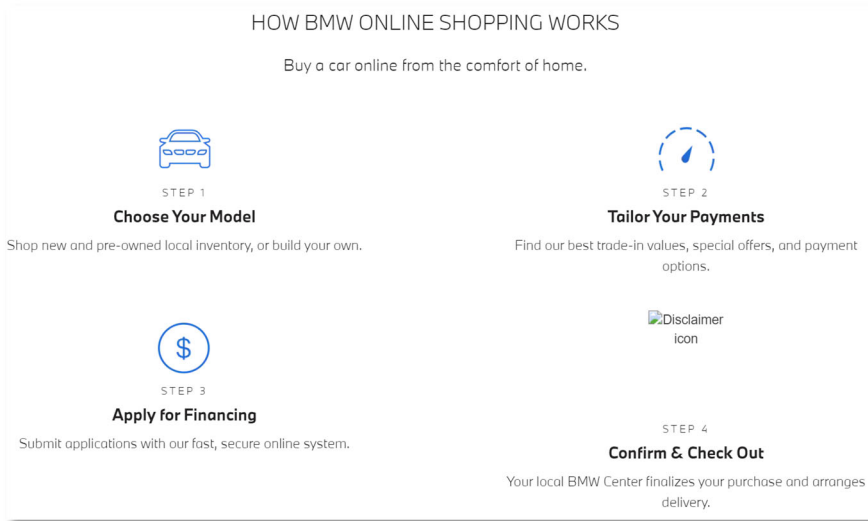 HOW BMW ONLINE SHOPPING WORKS
Buy a car online from the comfort of home.
STEP 1
Choose Your Model
Shop new and pre-owned local inventory, or build your own.
STEP 2
Tailor Your Payments
Find our best trade-in values, special offers, and payment
options.
$
STEP 3
Apply for Financing
Submit applications with our fast, secure online system.
Disclaimer
icon
STEP 4
Confirm & Check Out
Your local BMW Center finalizes your purchase and arranges
delivery.